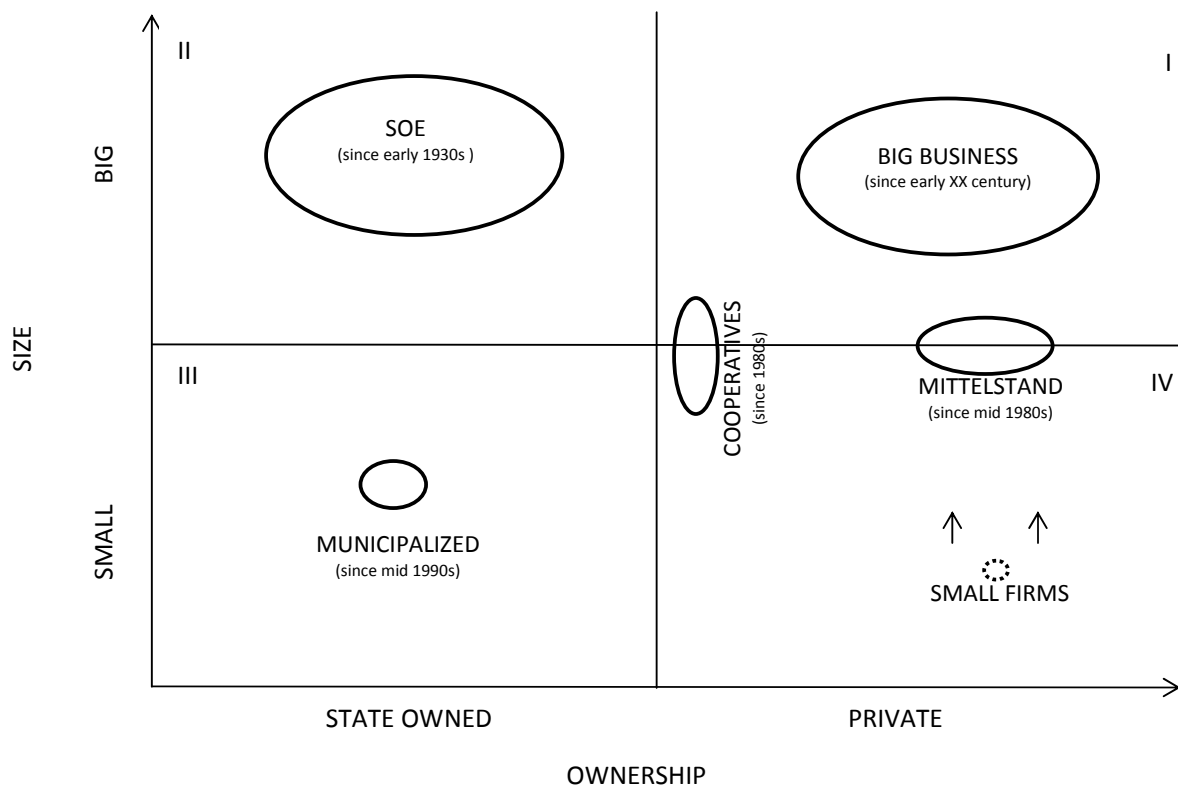 II
I
SOE
(since early 1930s )
BIG BUSINESS
(since early XX century)
BIG
SIZE
COOPERATIVES
(since 1980s)
III
IV
MITTELSTAND
(since mid 1980s)
SMALL
MUNICIPALIZED
(since mid 1990s)
SMALL FIRMS
STATE OWNED
PRIVATE
OWNERSHIP